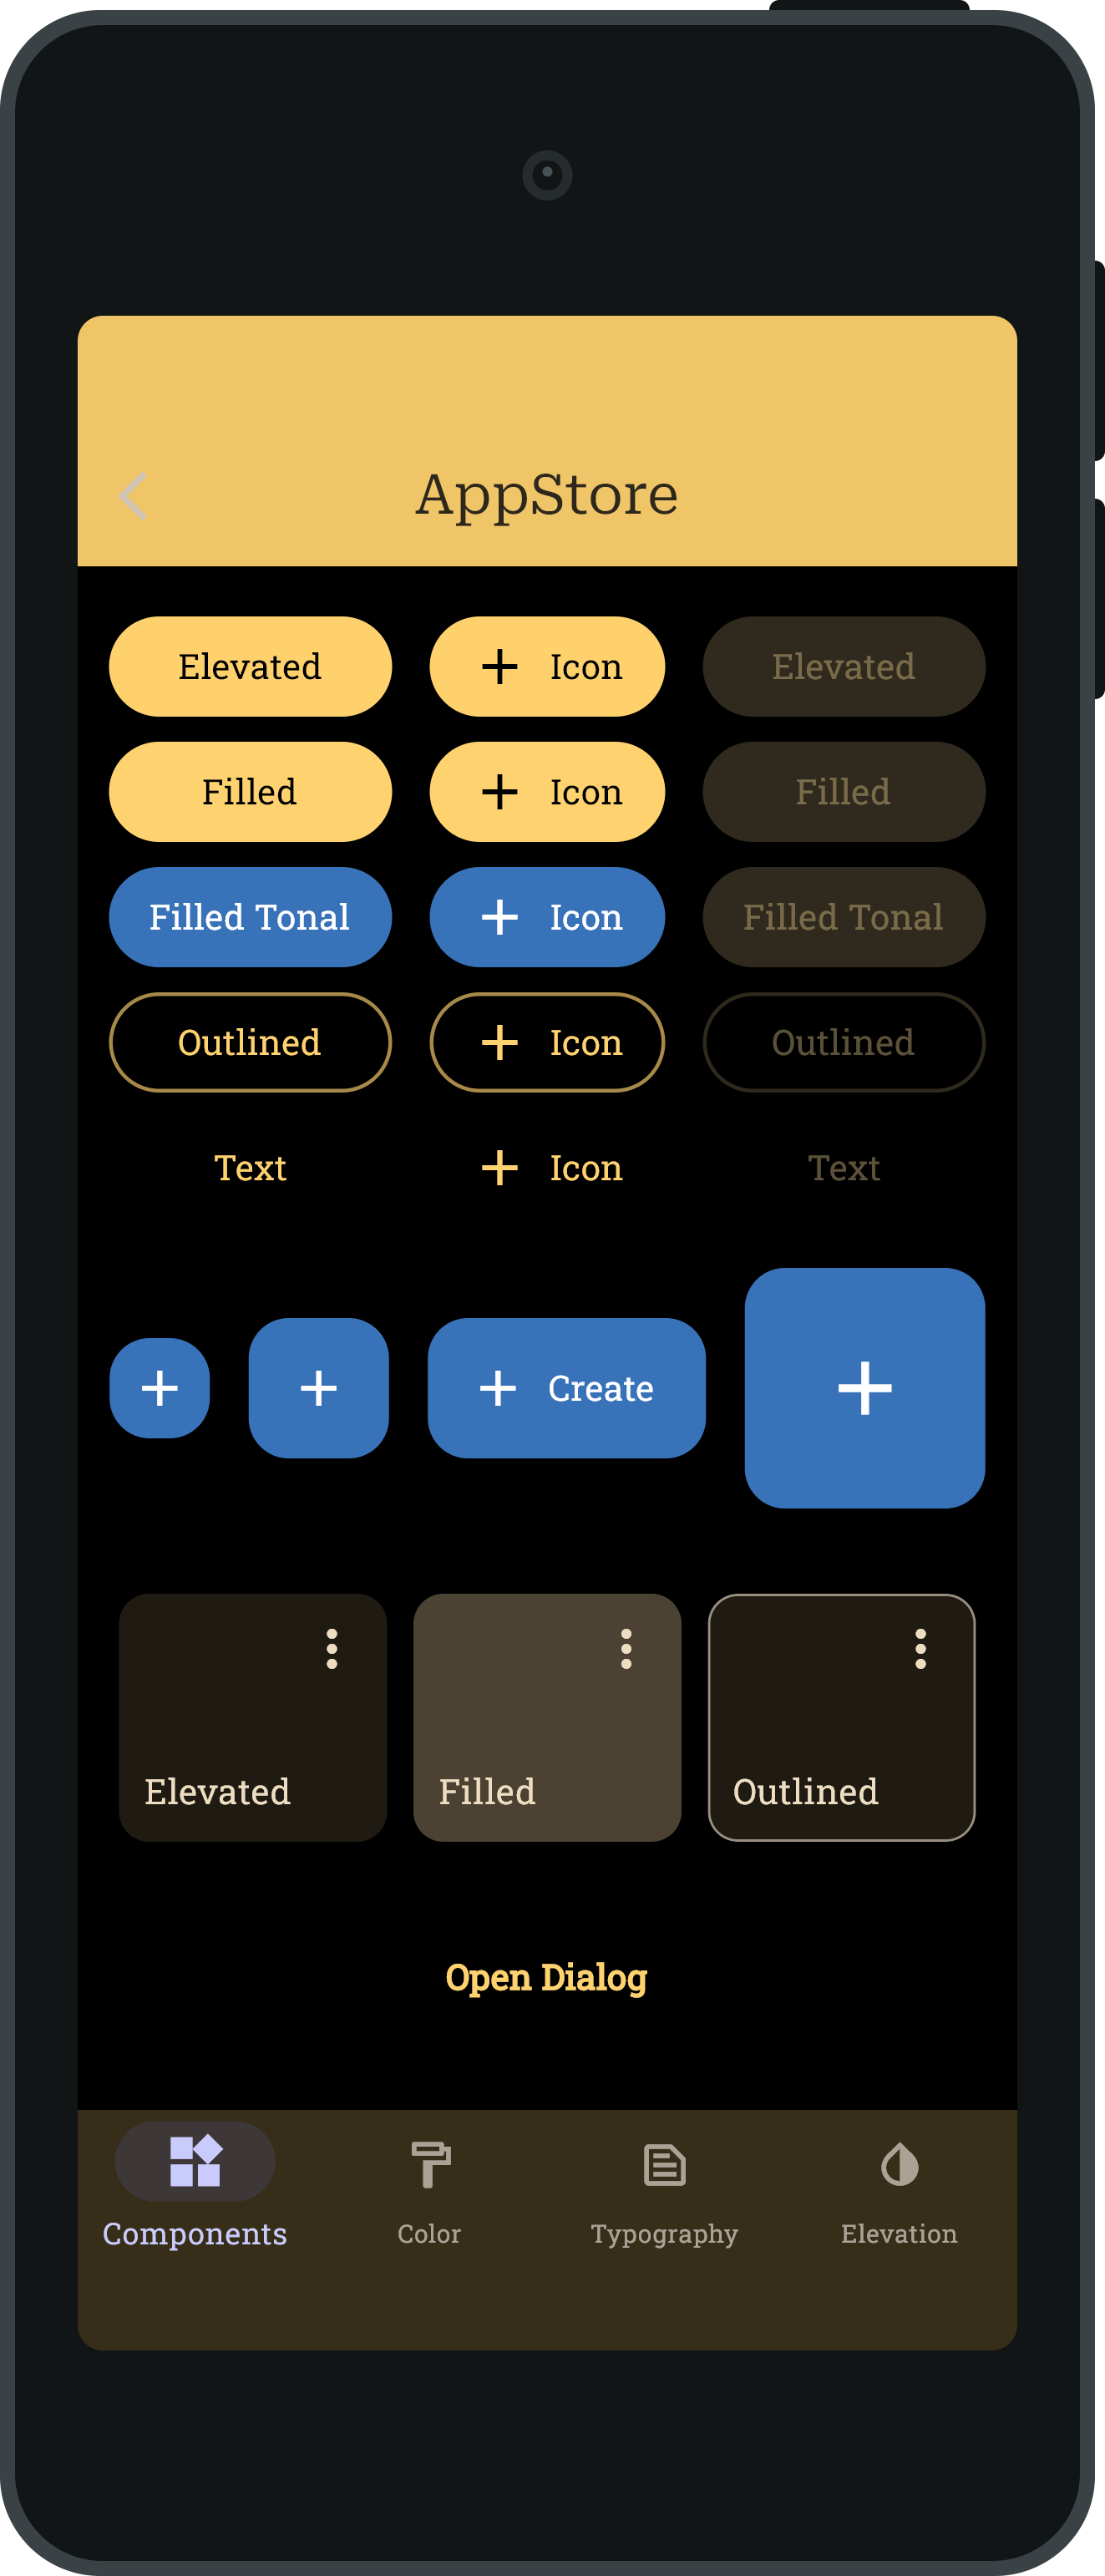 AppStore
Elevated
Icon
Elevated
Filled
Icon
Filled
Filled Tonal
Icon
Filled Tonal
Outlined
Icon
Outlined
Text
Icon
Text
Create
Elevated
Filled
Outlined
Open Dialog
Components
Color
Typography
Elevation